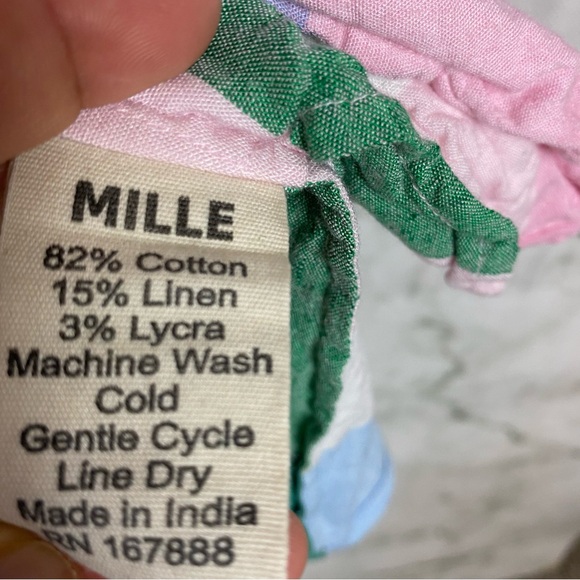 MILLE
82% Cotton
15% Linen
3% Lycra
Machine Wash
Cold
Gentle Cycle
Line Dry
Made in India
RN 167888